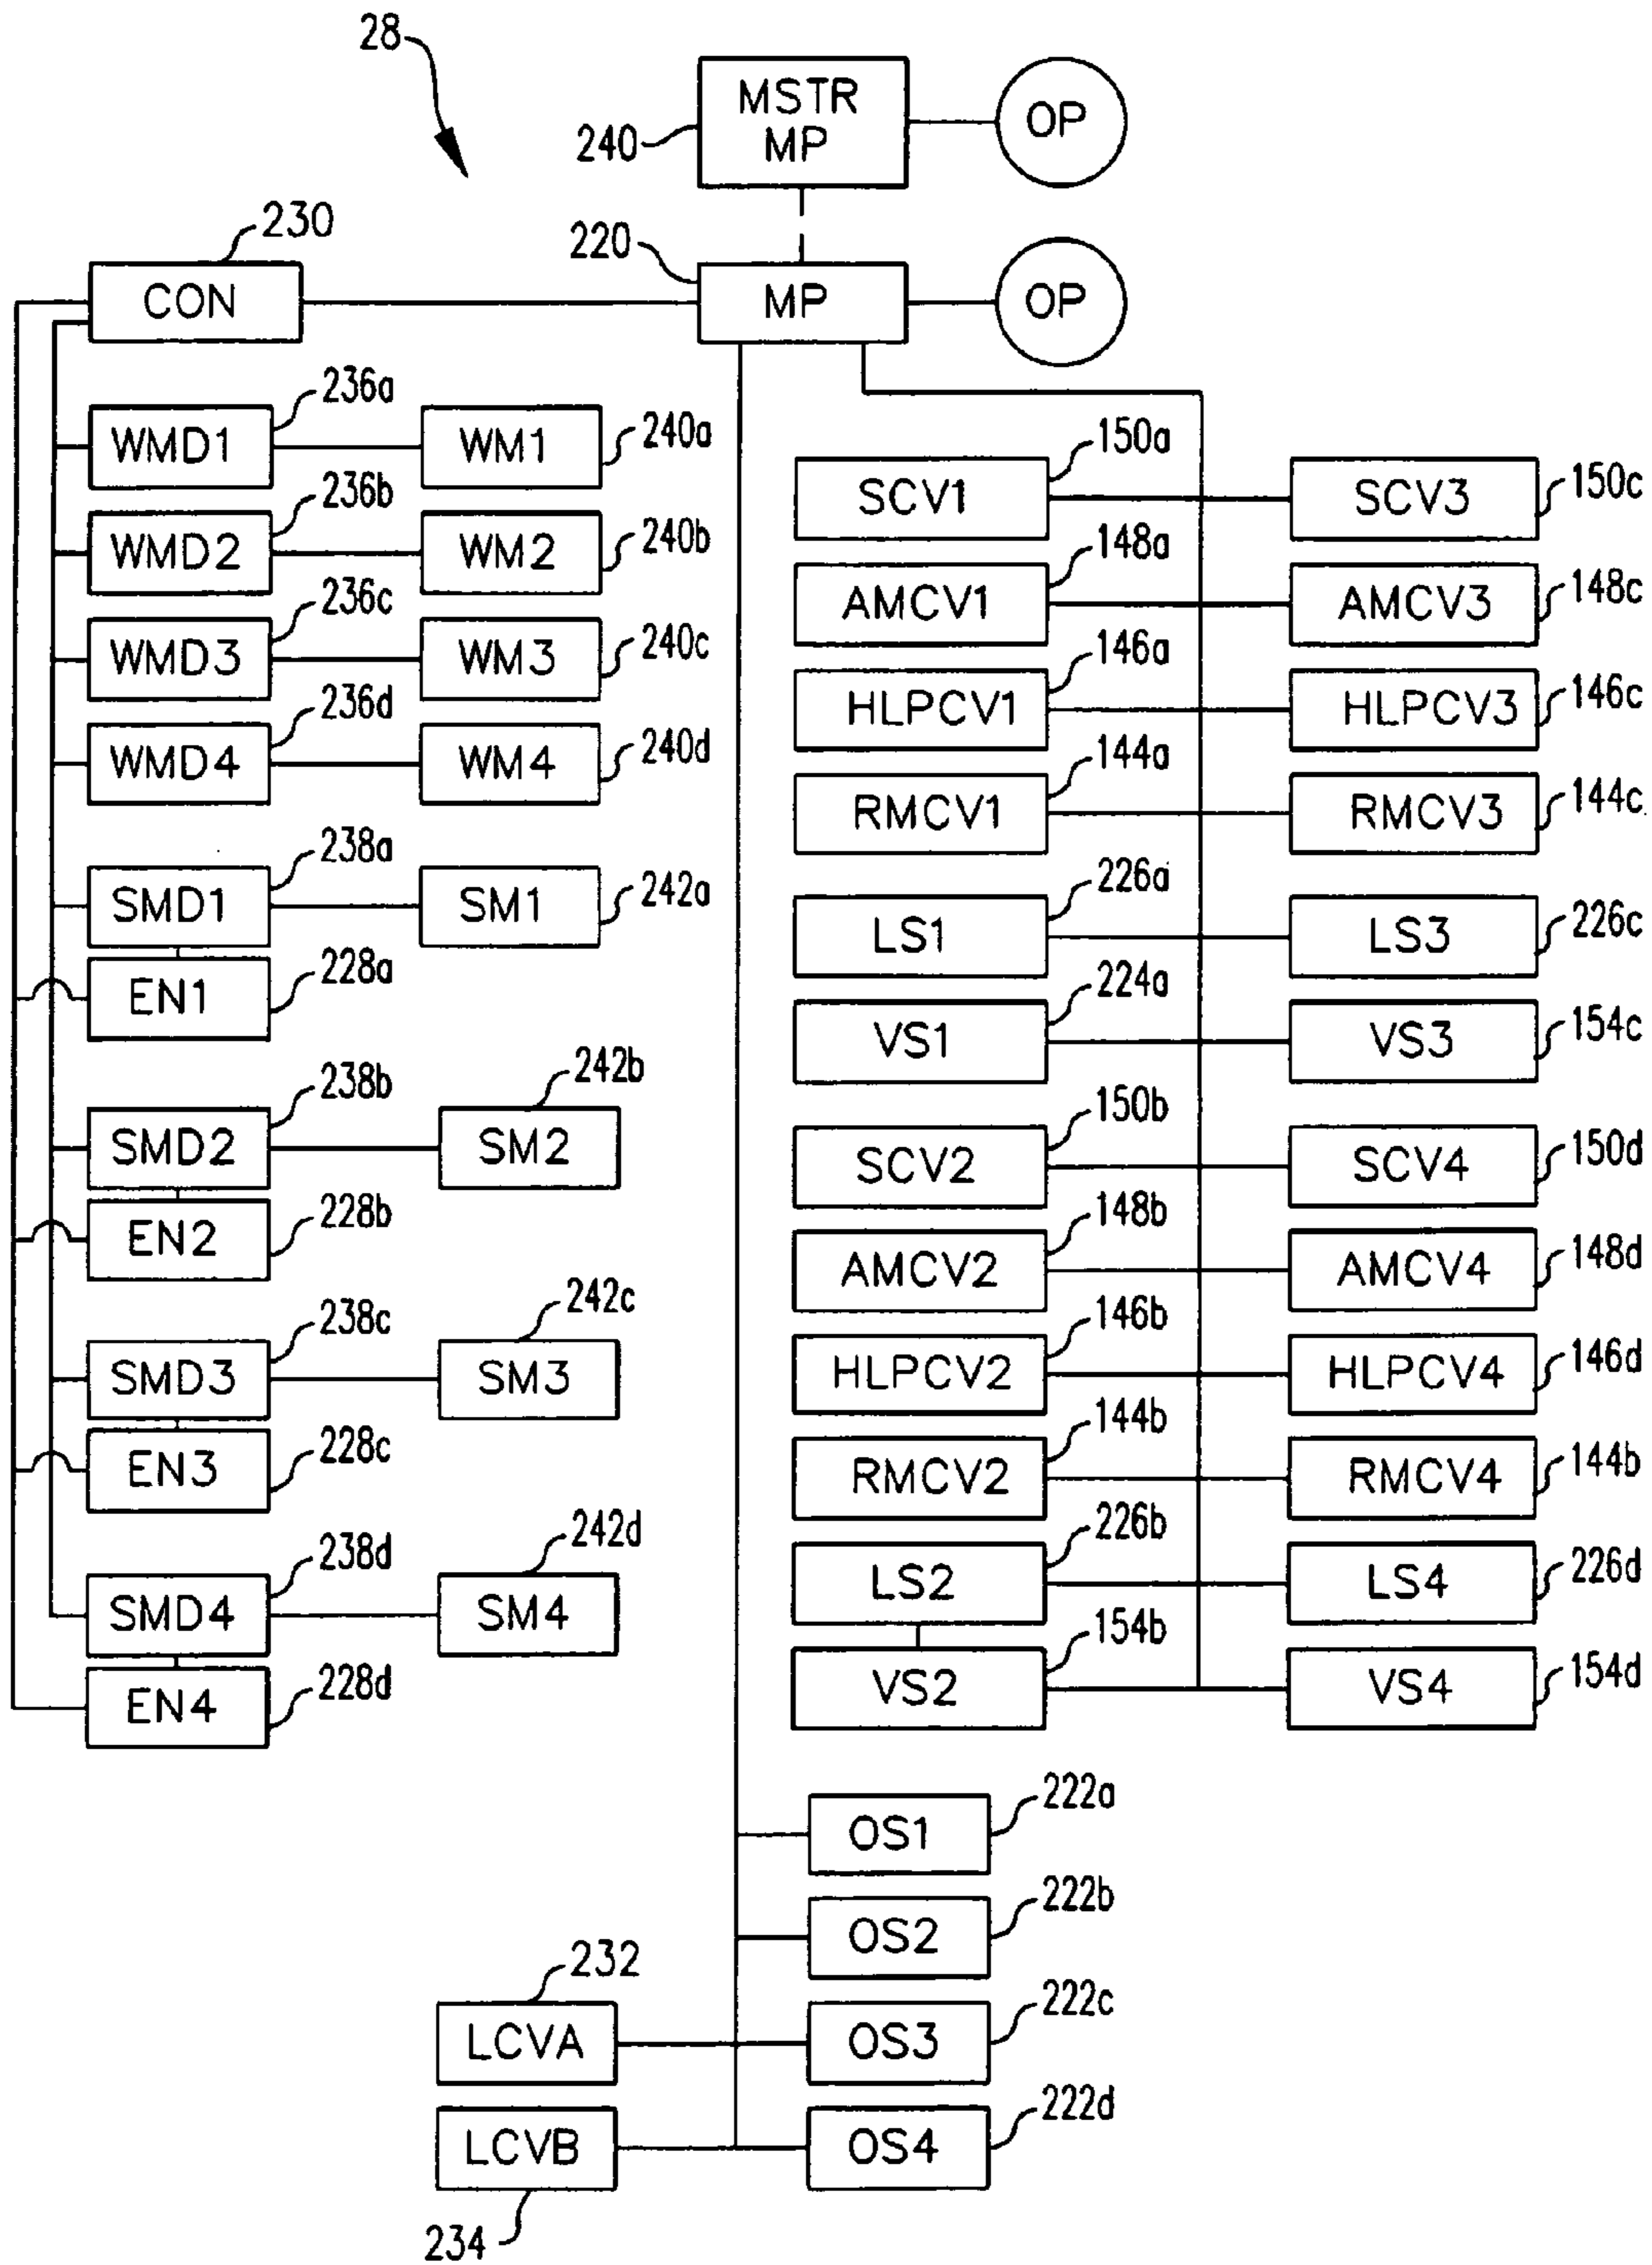 28
MSTR
MP
240
OP
230
CON
220
MP
OP
236a
WMD1
WM1
240a
236b
WMD2
WM2
240b
236c
WMD3
WM3
240c
236d
WMD4
WM4
240d
238a
SMD1
SM1
242a
EN1
228a
238b
SMD2
242b
SM2
EN2
228b
238c
SMD3
242c
SM3
EN3
228c
238d
SMD4
242d
SM4
EN4
228d
150a
SCV1
SCV3
150c
148a
AMCV1
AMCV3
148c
146a
HLPCV1
HLPCV3
146c
144a
RMCV1
RMCV3
144c
226a
LS1
LS3
226c
224a
VS1
VS3
154c
150b
SCV2
SCV4
150d
148b
AMCV2
AMCV4
148d
146b
HLPCV2
HLPCV4
146d
144b
RMCV2
RMCV4
144b
226b
LS2
LS4
226d
154b
VS2
VS4
154d
222a
OS1
222b
OS2
232
LCVA
222c
OS3
LCVB
234
222d
OS4